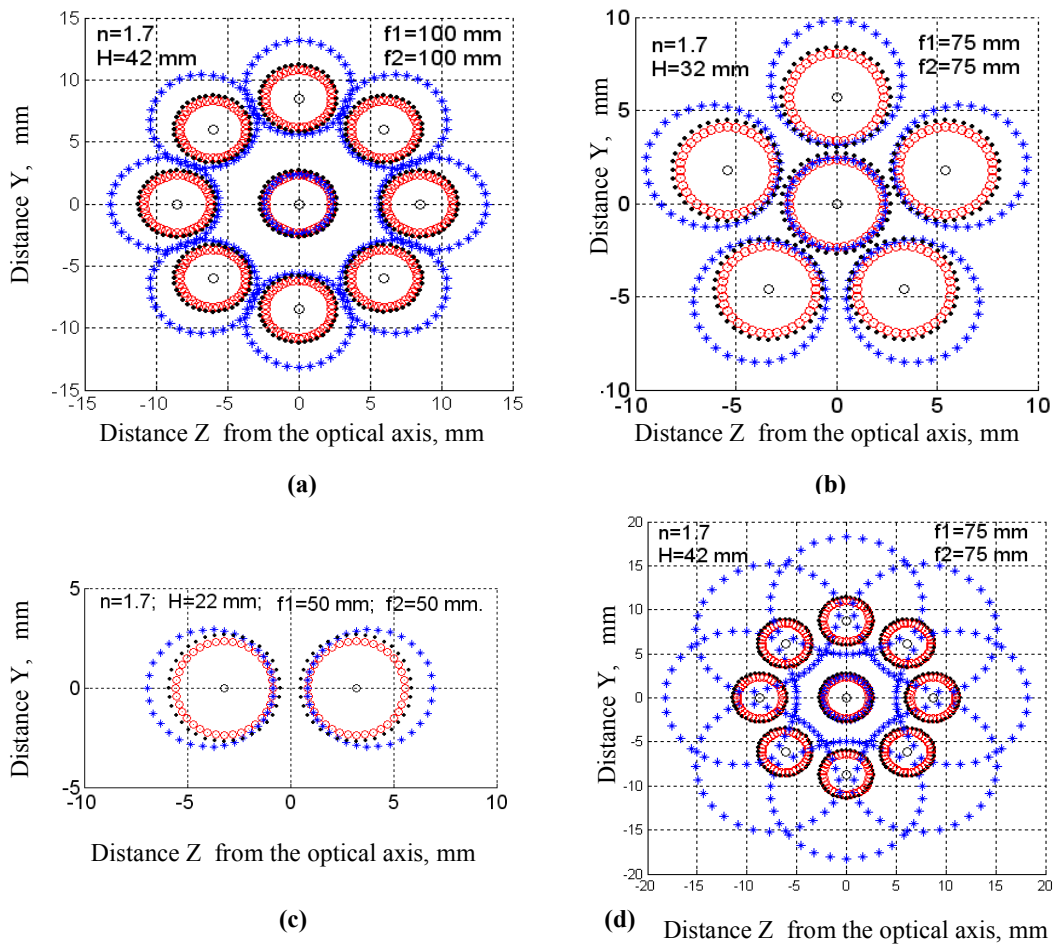 n=1.7
H=42 mm
f1=100 mm
f2=100 mm
15
10
5
0
-5
-10
-15
-15 -10 -5 0 5 10 15
Distance Y, mm
Distance Z from the optical axis, mm
(a)
n=1.7
H=32 mm
f1=75 mm
f2=75 mm
10
5
0
-5
-10
-10 -5 0 5 10
Distance Y, mm
Distance Z from the optical axis, mm
(b)
n=1.7; H=22 mm; f1=50 mm; f2=50 mm.
5
0
-5
-10 -5 0 5 10
Distance Y, mm
Distance Z from the optical axis, mm
(c)
n=1.7
H=42 mm
f1=75 mm
f2=75 mm
20
15
10
5
0
-5
-10
-15
-20
-20 -15 -10 -5 0 5 10 15 20
Distance Y, mm
(d) Distance Z from the optical axis, mm